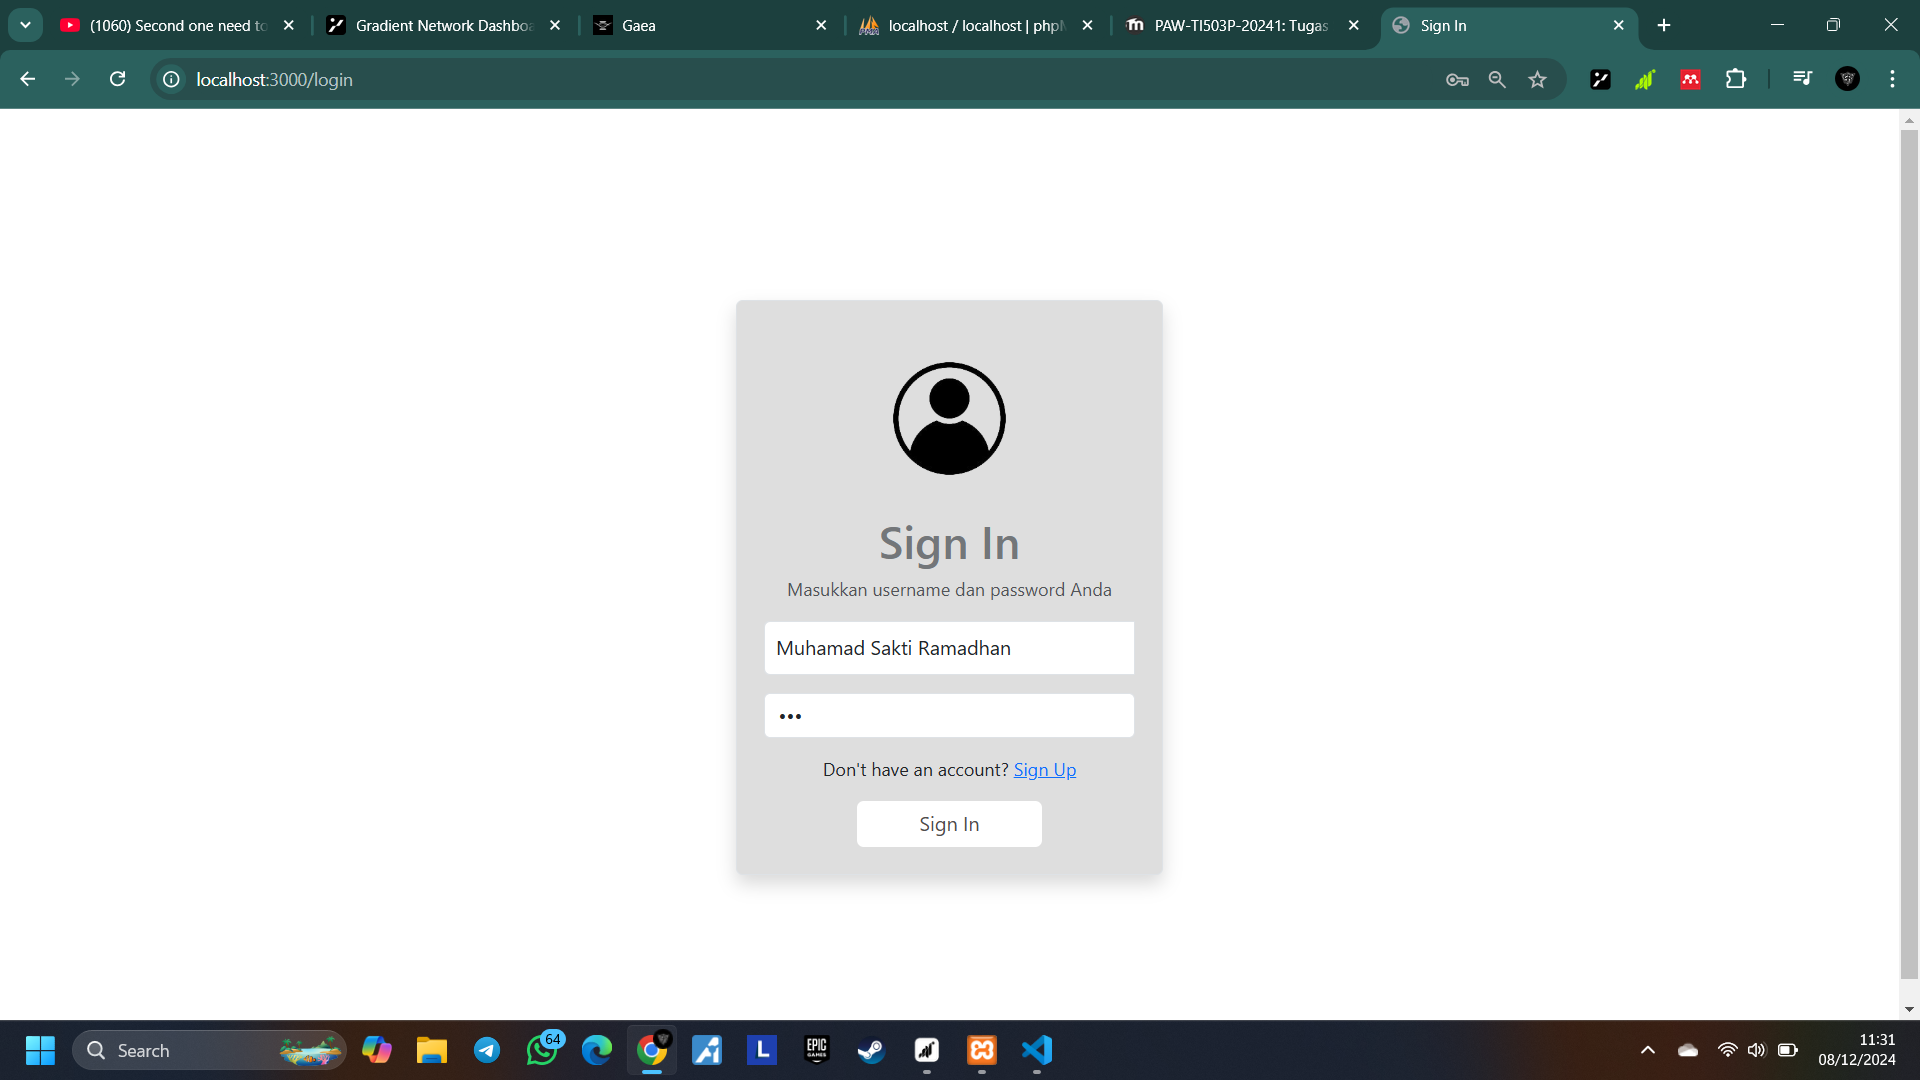 (1060) Second one need to
Gradient Network Dashboa
Gaea
localhost / localhost | phpM
PAW-TI503P-20241: Tugas
Sign In
localhost:3000/login
Sign In
Masukkan username dan password Anda
Muhamad Sakti Ramadhan
•••
Don't have an account? Sign Up
Sign In
Search
64
L
EPIC
GAMES
11:31
08/12/2024